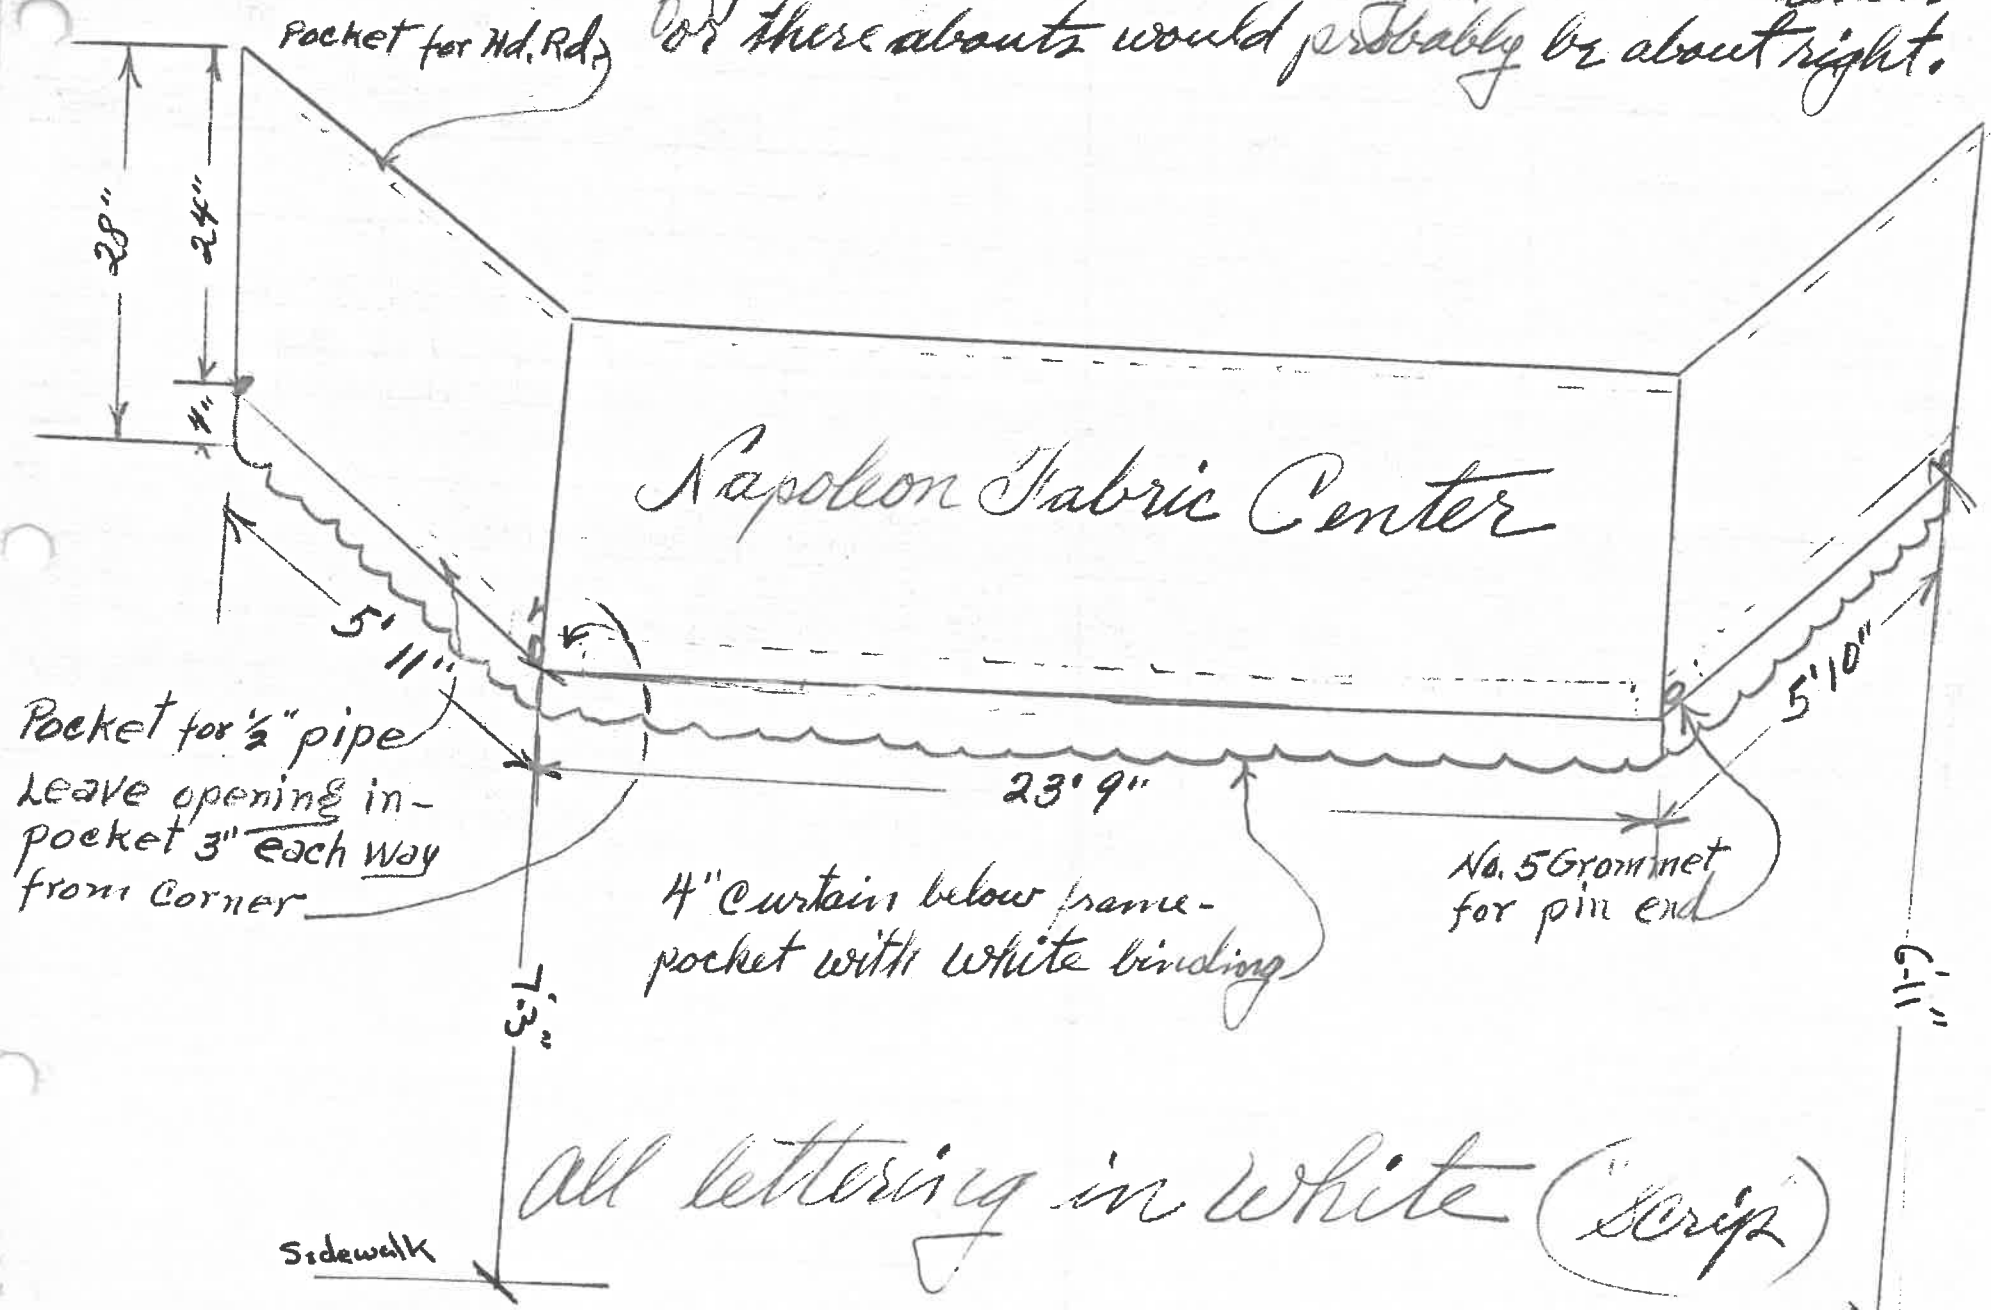 Pocket for Hd. Rd.
or there abouts would probably be about right.
28"
24"
4"
Napoleon Fabric Center
5' 11"
5' 10"
Pocket for ½" pipe
Leave opening in-
pocket 3" each way
from Corner
23' 9"
4" Curtain below frame-
pocket with white binding
No. 5 Grommet
for pin end
7'-3"
6'-11"
all lettering in White ("scrip")
Sidewalk